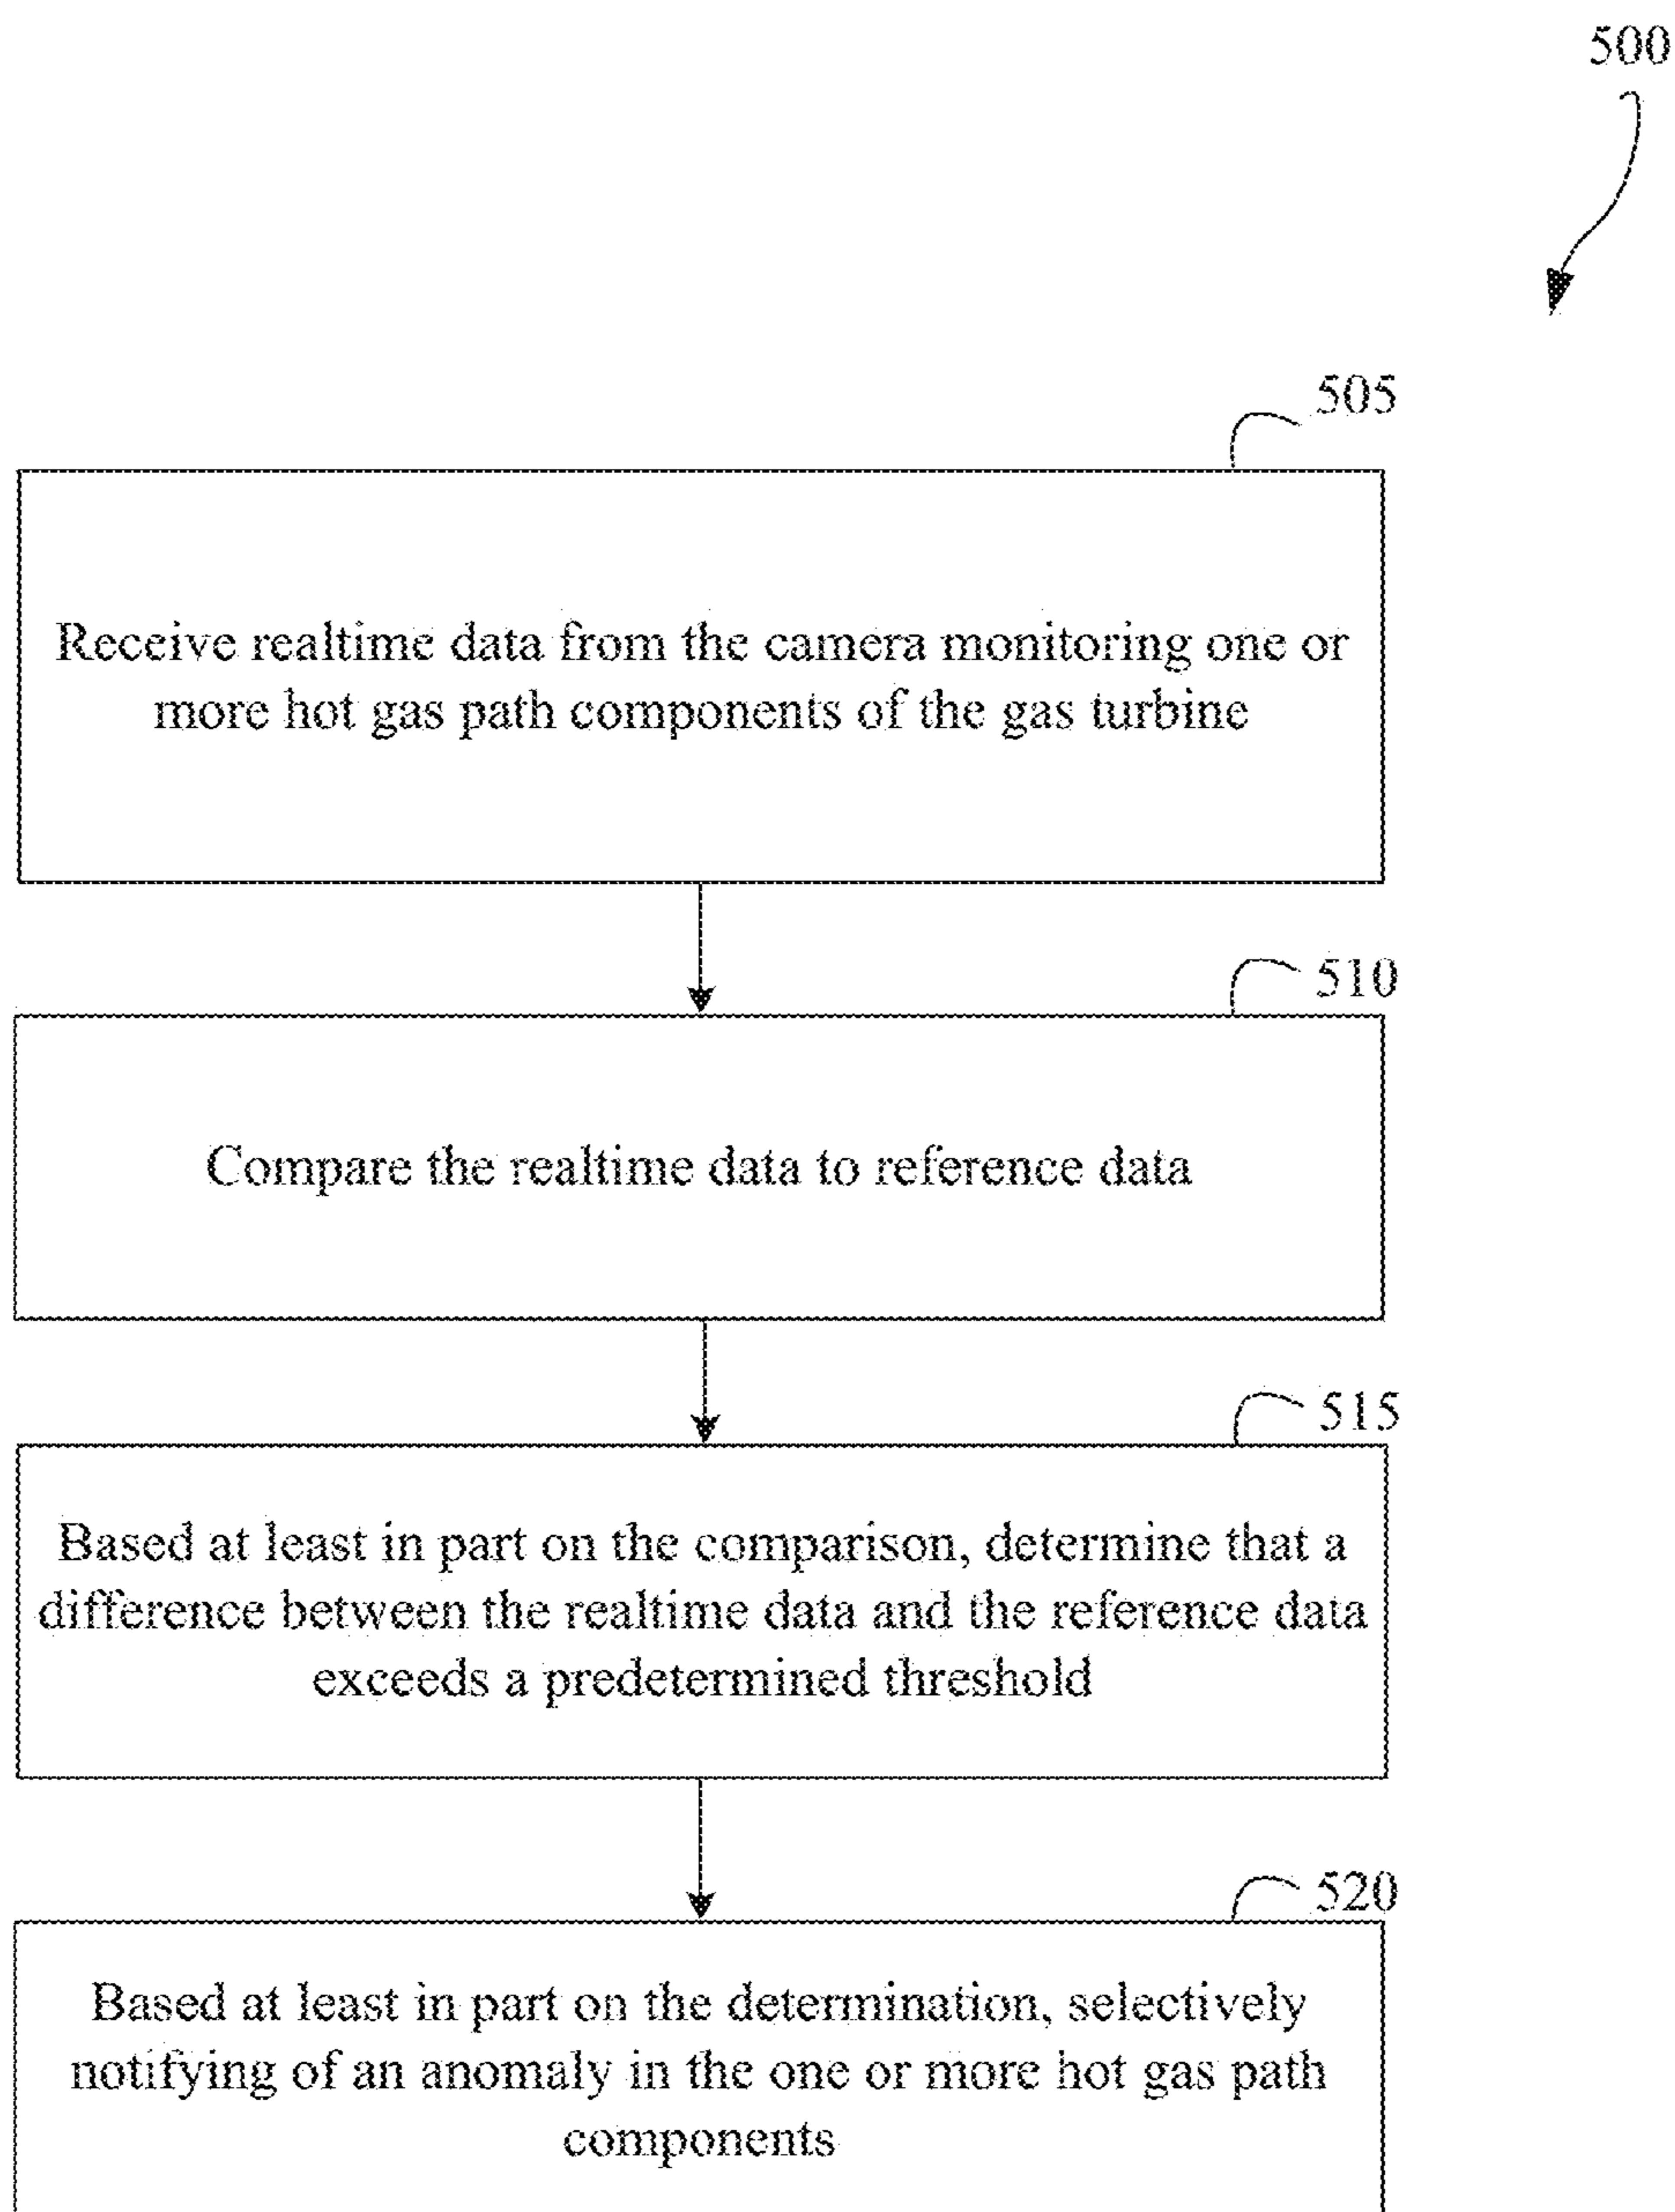 500
505
Receive realtime data from the camera monitoring one or
more hot gas path components of the gas turbine
510
Compare the realtime data to reference data
515
Based at least in part on the comparison, determine that a
difference between the realtime data and the reference data
exceeds a predetermined threshold
520
Based at least in part on the determination, selectively
notifying of an anomaly in the one or more hot gas path
components